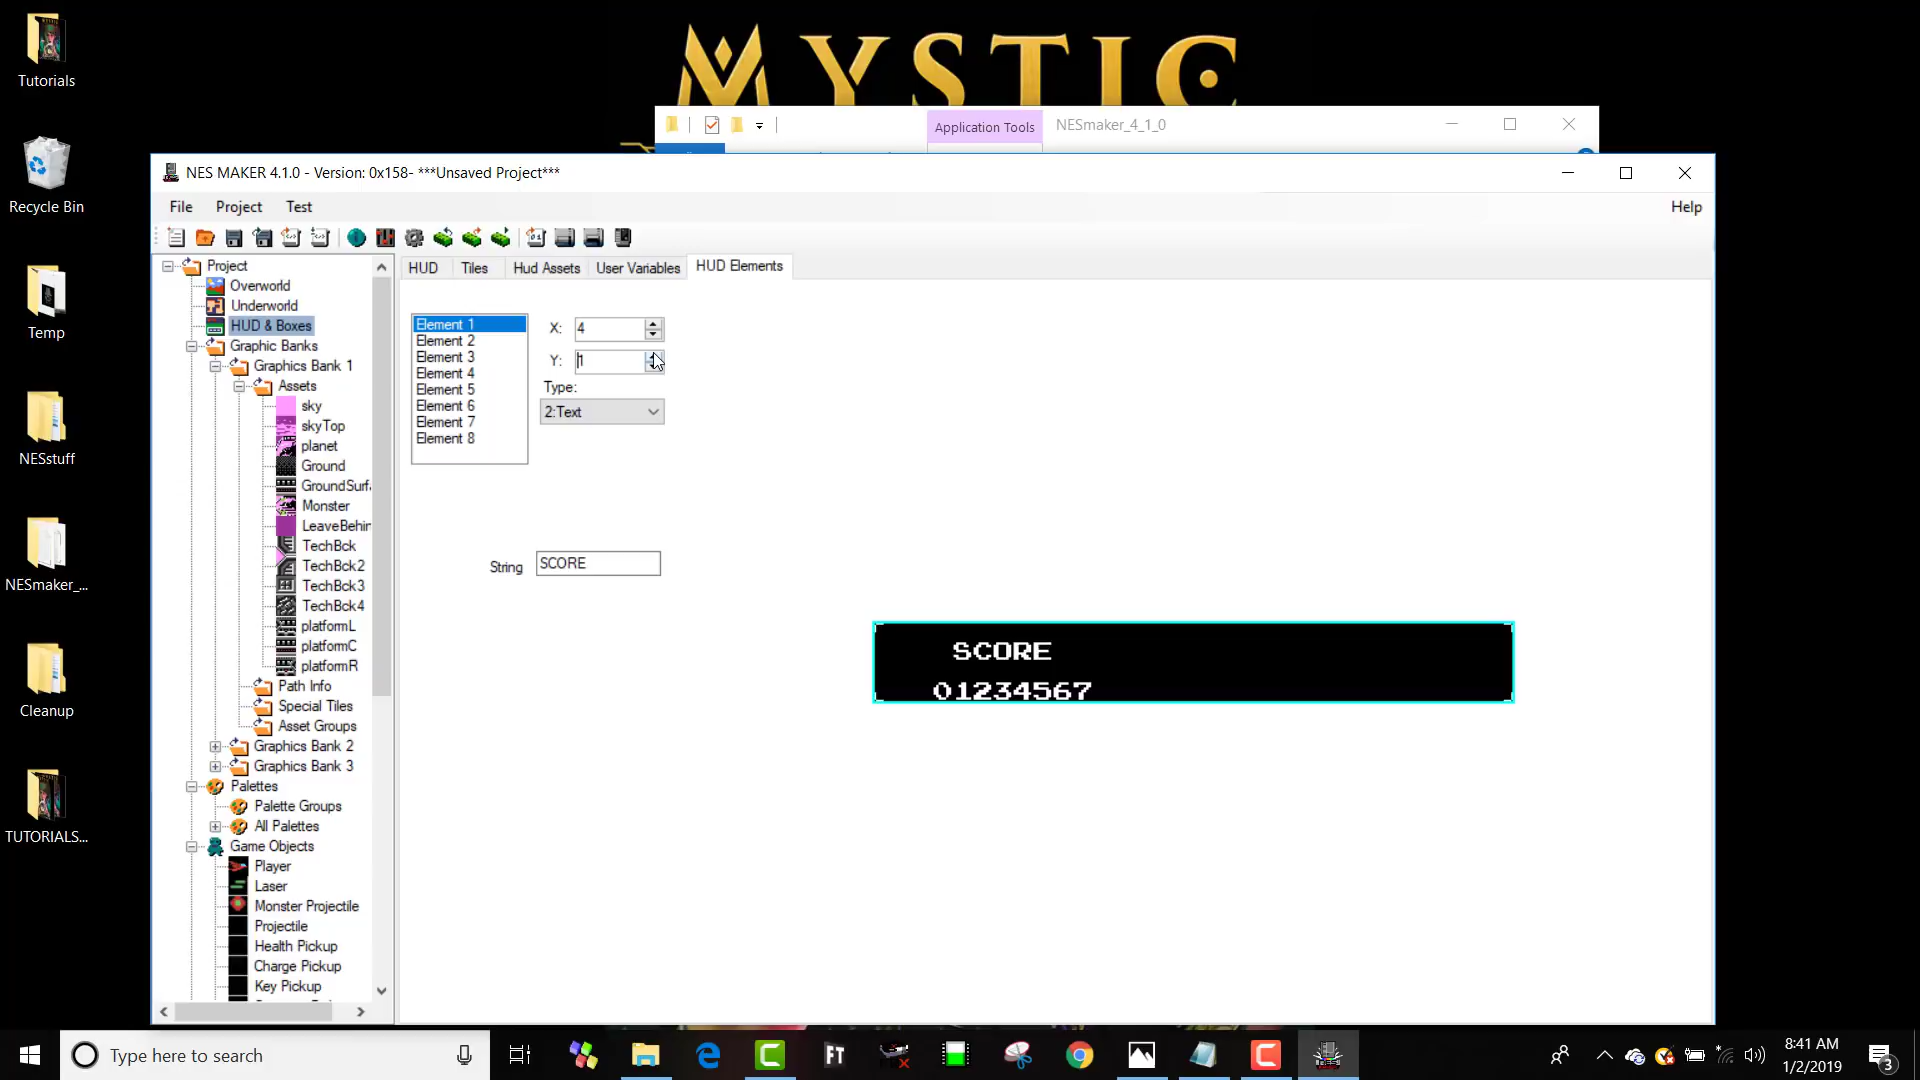 MYSTIC
Tutorials
Recycle Bin
Temp
NESstuff
NESmaker_...
Cleanup
TUTORIALS...
Application Tools
NESmaker_4_1_0
NES MAKER 4.1.0 - Version: 0x158- ***Unsaved Project***
File Project Test Help
Project
Overworld
Underworld
HUD & Boxes
Graphic Banks
Graphics Bank 1
Assets
sky
skyTop
planet
Ground
GroundSurf
Monster
LeaveBehin
TechBck
TechBck2
TechBck3
TechBck4
platformL
platformC
platformR
Path Info
Special Tiles
Asset Groups
Graphics Bank 2
Graphics Bank 3
Palettes
Palette Groups
All Palettes
Game Objects
Player
Laser
Monster Projectile
Projectile
Health Pickup
Charge Pickup
Key Pickup
HUD Tiles Hud Assets User Variables HUD Elements
Element 1
Element 2
Element 3
Element 4
Element 5
Element 6
Element 7
Element 8
X: 4
Y: 1
Type:
2:Text
String SCORE
SCORE
01234567
Type here to search
FT
8:41 AM
1/2/2019
3